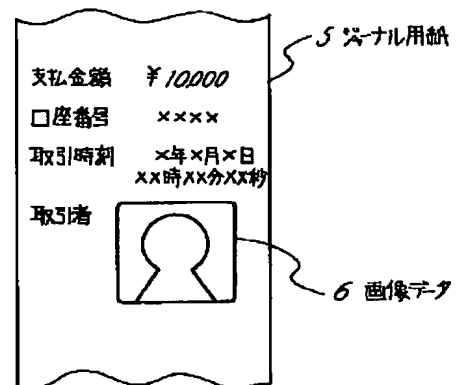 5 ジャーナル用紙
支払金額 ¥10,000
口座番号 ××××
取引時刻 ×年×月×日
××時××分××秒
取引者
6 画像データ